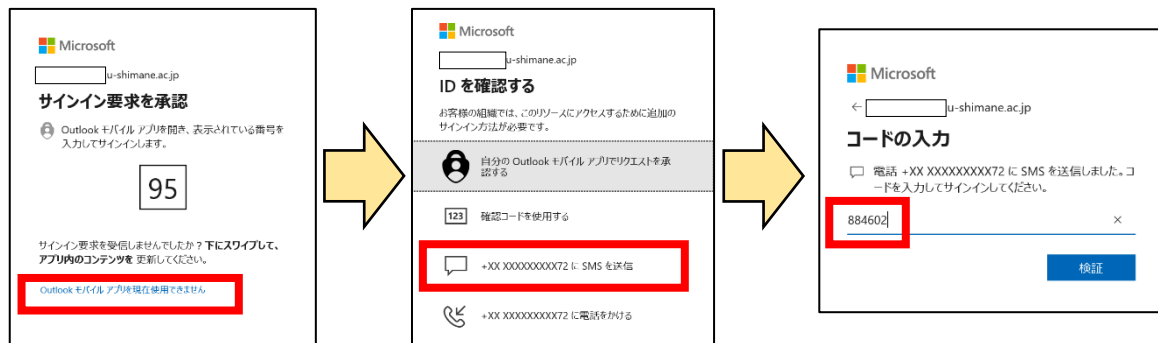 Microsoft
u-shimane.ac.jp
サインイン要求を承認
Outlook モバイル アプリを開き、表示されている番号を
入力してサインインします。
95
サインイン要求を受信しませんでしたか？下にスワイプして、
アプリ内のコンテンツを 更新してください。
Outlook モバイル アプリを現在使用できません
Microsoft
u-shimane.ac.jp
ID を確認する
お客様の組織では、このリソースにアクセスするために追加の
サインイン方法が必要です。
自分の Outlook モバイル アプリでリクエストを承
認する
123 確認コードを使用する
+XX XXXXXXXXX72 に SMS を送信
+XX XXXXXXXXX72 に電話をかける
Microsoft
← u-shimane.ac.jp
コードの入力
電話 +XX XXXXXXXXX72 に SMS を送信しました。コ
ードを入力してサインインしてください。
884602 ×
検証